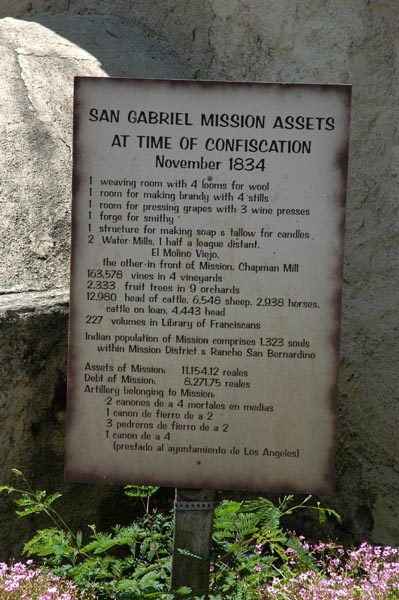 SAN GABRIEL MISSION ASSETS
AT TIME OF CONFISCATION
November 1834
1 weaving room with 4 looms for wool
1 room for making brandy with 4 stills
1 room for pressing grapes with 3 wine presses
1 forge for smithy
1 structure for making soap & tallow for candles
2 Water Mills, 1 half a league distant,
El Molino Viejo,
the other-in front of Mission, Chapman Mill
163,578 vines in 4 vineyards
2,333 fruit trees in 9 orchards
12,980 head of cattle, 6,548 sheep, 2,938 horses,
cattle on loan, 4,443 head
227 volumes in Library of Franciscans
Indian population of Mission comprises 1,323 souls
within Mission District & Rancho San Bernardino
Assets of Mission: 11,154.12 reales
Debt of Mission: 8,271.75 reales
Artillery belonging to Mission:
2 canones de a 4 mortales en medias
1 canon de fierro de a 2
3 pedreros de fierro de a 2
1 canon de a 4
(prestado al ayuntamiento de Los Angeles)